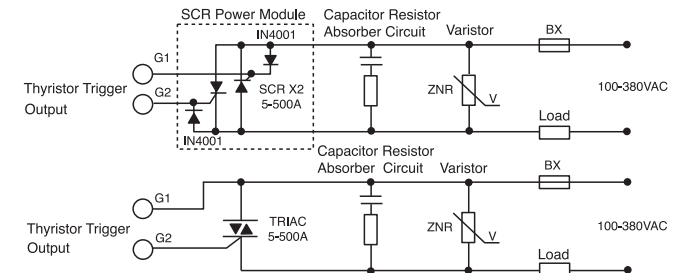 SCR Power Module
Capacitor Resistor
Absorber Circuit
Varistor
BX
IN4001
G1
Thyristor Trigger
Output
G2
SCR X2
5-500A
ZNR
V
100-380VAC
IN4001
Load
Capacitor Resistor
Absorber Circuit
Varistor
BX
G1
Thyristor Trigger
Output
G2
TRIAC
5-500A
ZNR
V
100-380VAC
Load